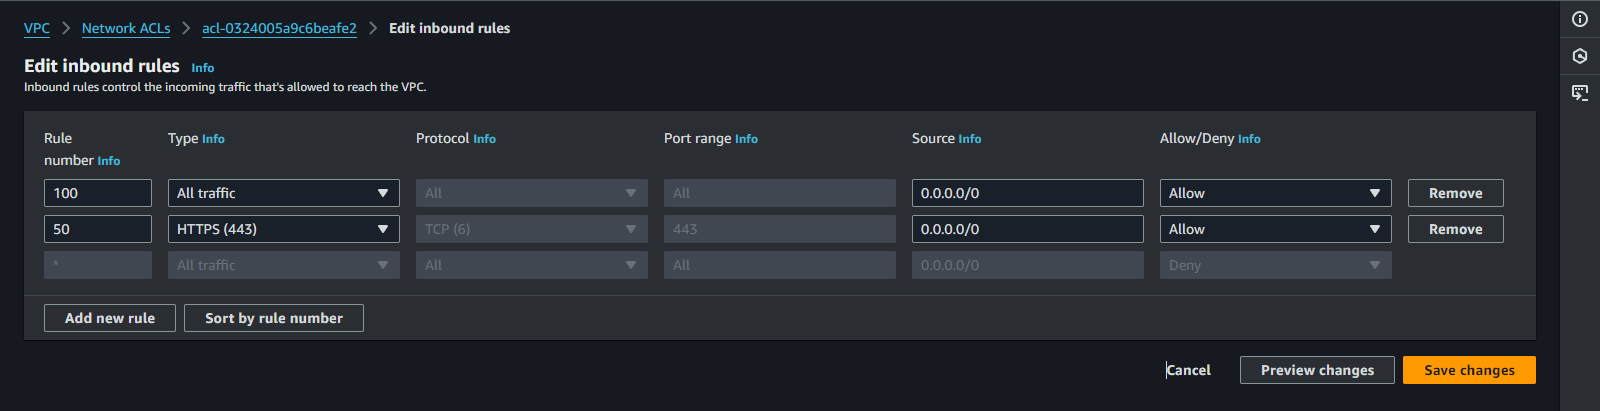 VPC > Network ACLs > acl-0324005a9c6beafe2 > Edit inbound rules
Edit inbound rules Info
Inbound rules control the incoming traffic that's allowed to reach the VPC.
Rule number Info Type Info Protocol Info Port range Info Source Info Allow/Deny Info
100 All traffic All All 0.0.0.0/0 Allow Remove
50 HTTPS (443) TCP (6) 443 0.0.0.0/0 Allow Remove
* All traffic All All 0.0.0.0/0 Deny
Add new rule Sort by rule number
Cancel Preview changes Save changes